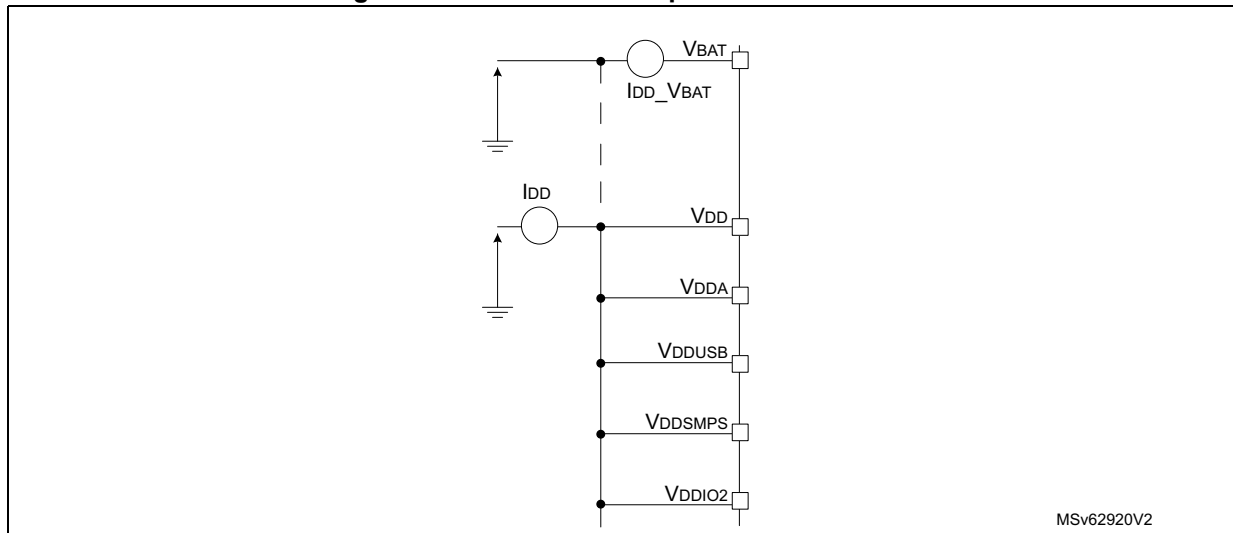 VBAT
IDD_VBAT
IDD
VDD
VDDA
VDDUSB
VDDSMPS
VDDIO2
MSv62920V2